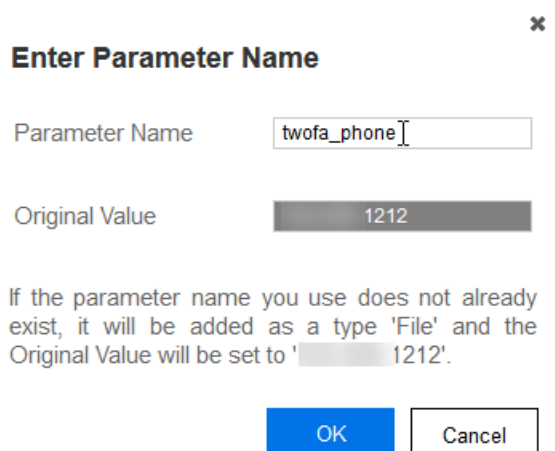 Enter Parameter Name
Parameter Name
twofa_phone
Original Value
1212
If the parameter name you use does not already
exist, it will be added as a type 'File' and the
Original Value will be set to ' 1212'.
OK
Cancel